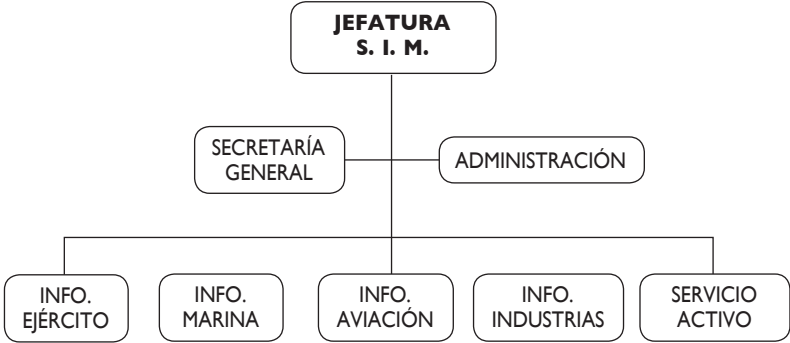 JEFATURA
S. I. M.
SECRETARÍA
GENERAL
ADMINISTRACIÓN
INFO.
EJÉRCITO
INFO.
MARINA
INFO.
AVIACIÓN
INFO.
INDUSTRIAS
SERVICIO
ACTIVO